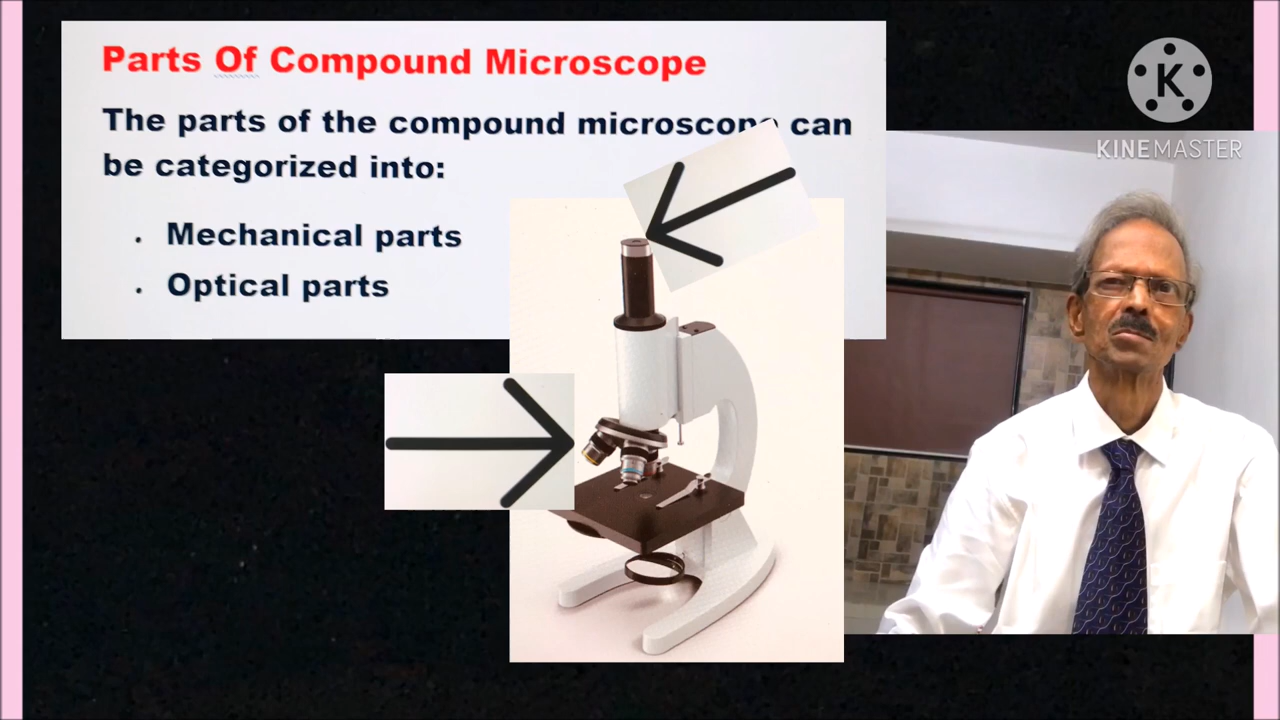 Parts Of Compound Microscope
The parts of the compound microscope can
be categorized into:
. Mechanical parts
. Optical parts
K
KINEMASTER